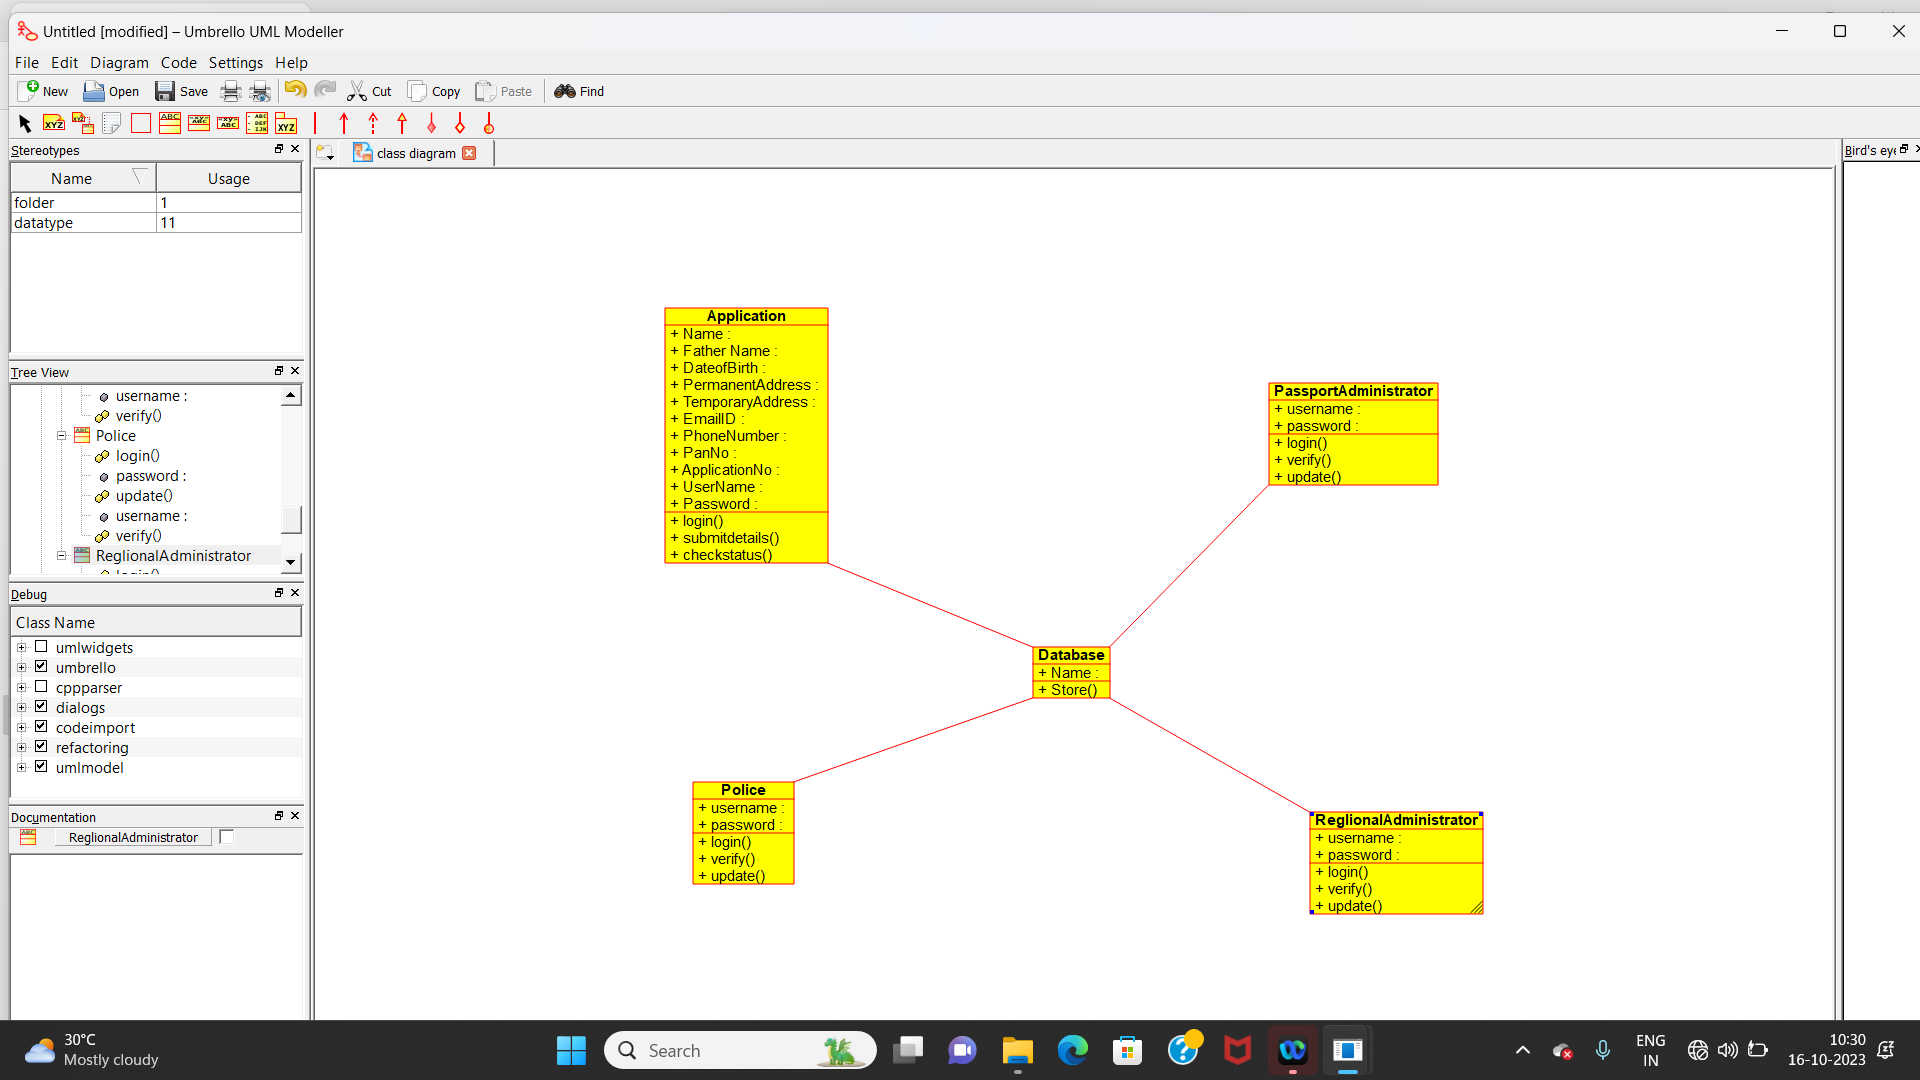 Untitled [modified] – Umbrello UML Modeller
File Edit Diagram Code Settings Help
New Open Save Cut Copy Paste Find
Stereotypes
Name Usage
folder 1
datatype 11
Tree View
username :
verify()
Police
login()
password :
update()
username :
verify()
ReglionalAdministrator
login()
Debug
Class Name
umlwidgets
umbrello
cppparser
dialogs
codeimport
refactoring
umlmodel
Documentation
ReglionalAdministrator
class diagram
Bird's eye
Application
+ Name :
+ Father Name :
+ DateofBirth :
+ PermanentAddress :
+ TemporaryAddress :
+ EmailID :
+ PhoneNumber :
+ PanNo :
+ ApplicationNo :
+ UserName :
+ Password :
+ login()
+ submitdetails()
+ checkstatus()
PassportAdministrator
+ username :
+ password :
+ login()
+ verify()
+ update()
Database
+ Name :
+ Store()
Police
+ username :
+ password :
+ login()
+ verify()
+ update()
ReglionalAdministrator
+ username :
+ password :
+ login()
+ verify()
+ update()
30°C
Mostly cloudy
Search
ENG
IN
10:30
16-10-2023